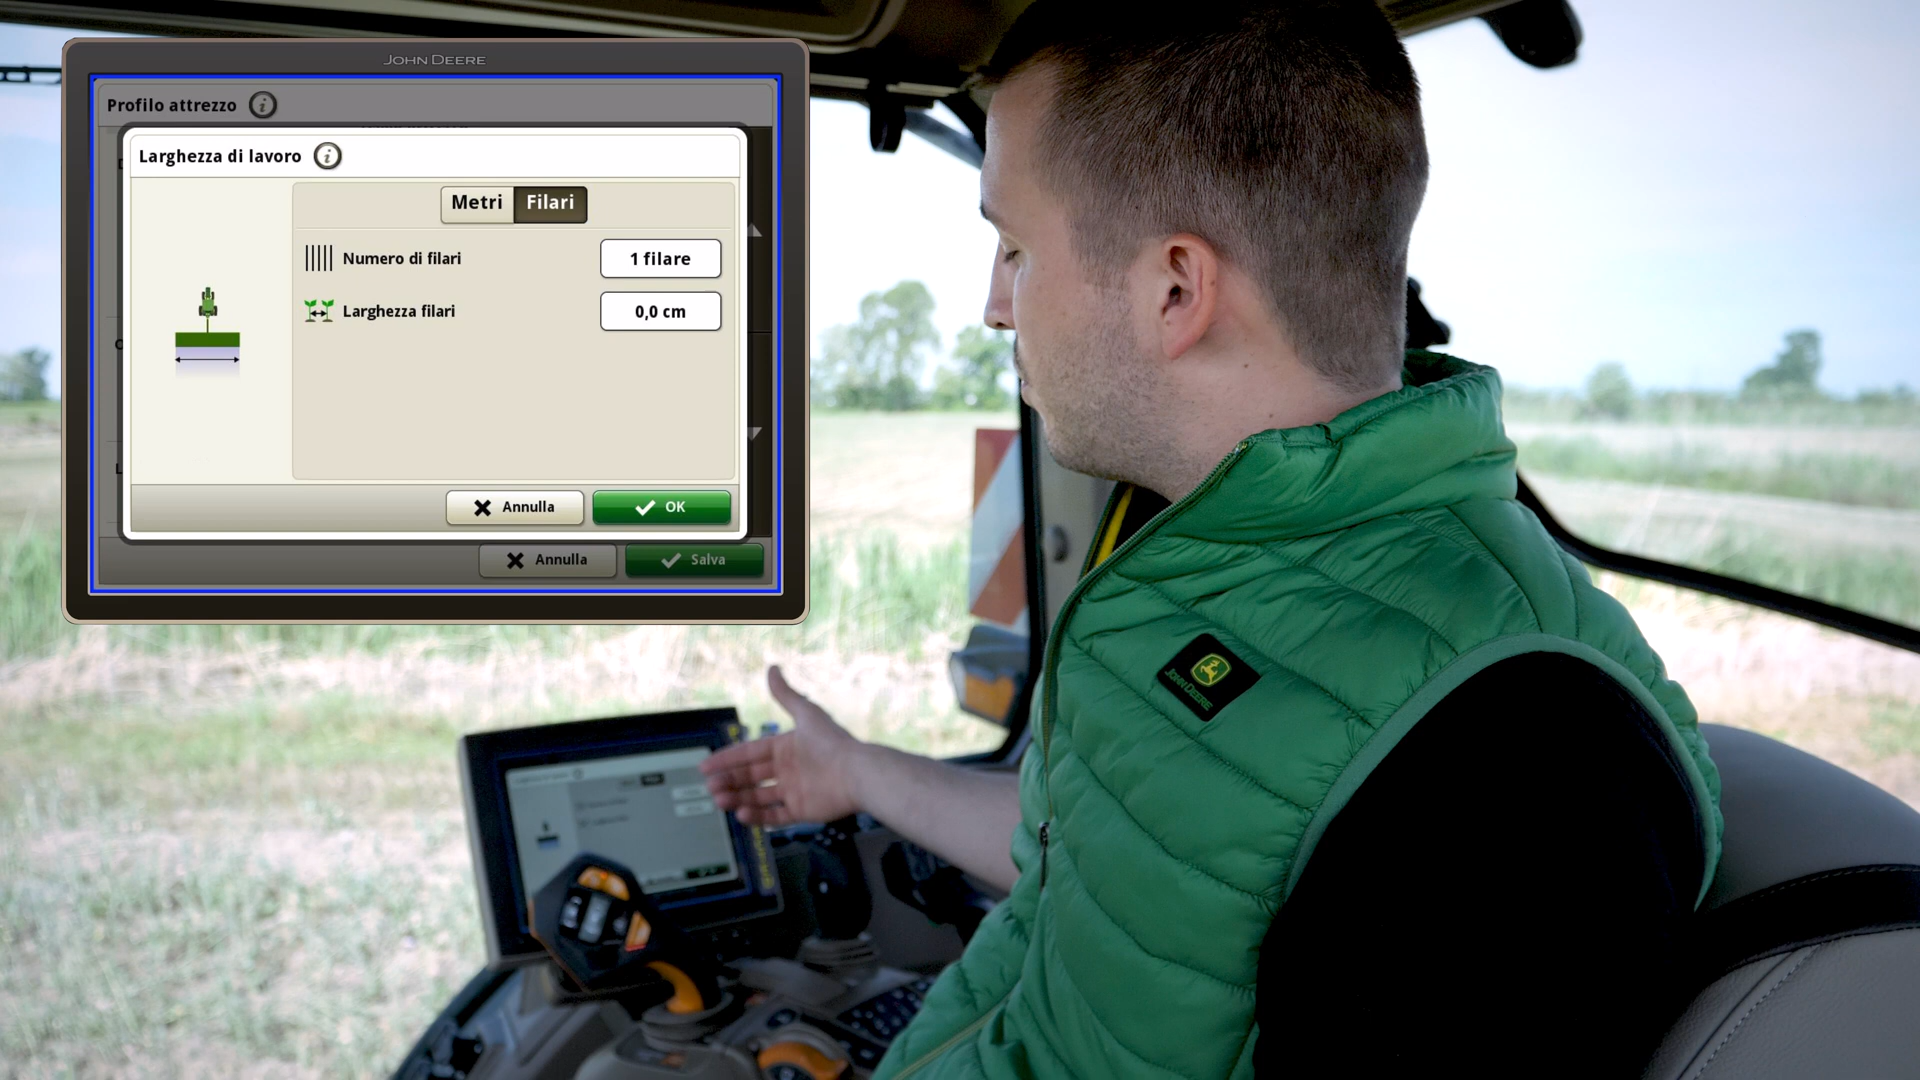 JOHN DEERE
Profilo attrezzo
Larghezza di lavoro
Metri
Filari
Numero di filari
1 filare
Larghezza filari
0,0 cm
Annulla
OK
Annulla
Salva
JOHN DEERE